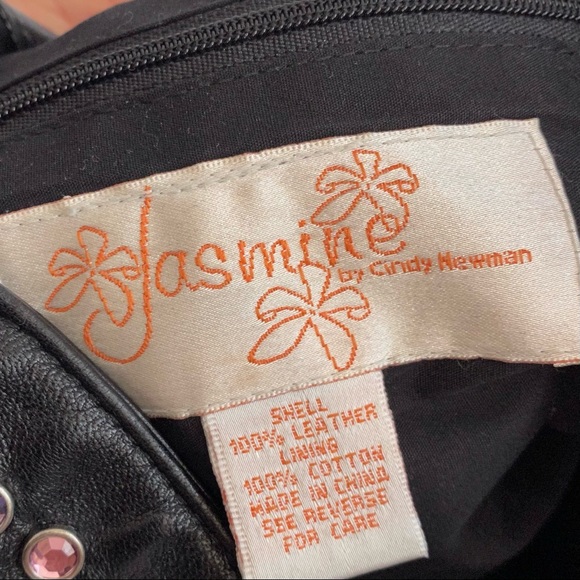 Jasmine
by Cindy Newman
SHELL
100% LEATHER
LINING
100% COTTON
MADE IN CHINA
SEE REVERSE
FOR CARE